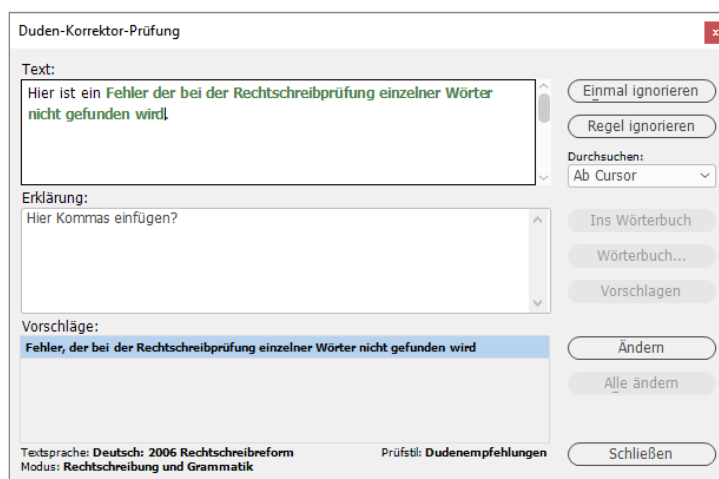 Duden-Korrektor-Prüfung
x
Text:
Hier ist ein Fehler der bei der Rechtschreibprüfung einzelner Wörter
nicht gefunden wird.
Einmal ignorieren
Regel ignorieren
Durchsuchen:
Ab Cursor
Erklärung:
Hier Kommas einfügen?
Ins Wörterbuch
Wörterbuch...
Vorschlagen
Vorschläge:
Fehler, der bei der Rechtschreibprüfung einzelner Wörter nicht gefunden wird
Ändern
Alle ändern
Textsprache: Deutsch: 2006 Rechtschreibreform
Prüfstil: Dudenempfehlungen
Modus: Rechtschreibung und Grammatik
Schließen